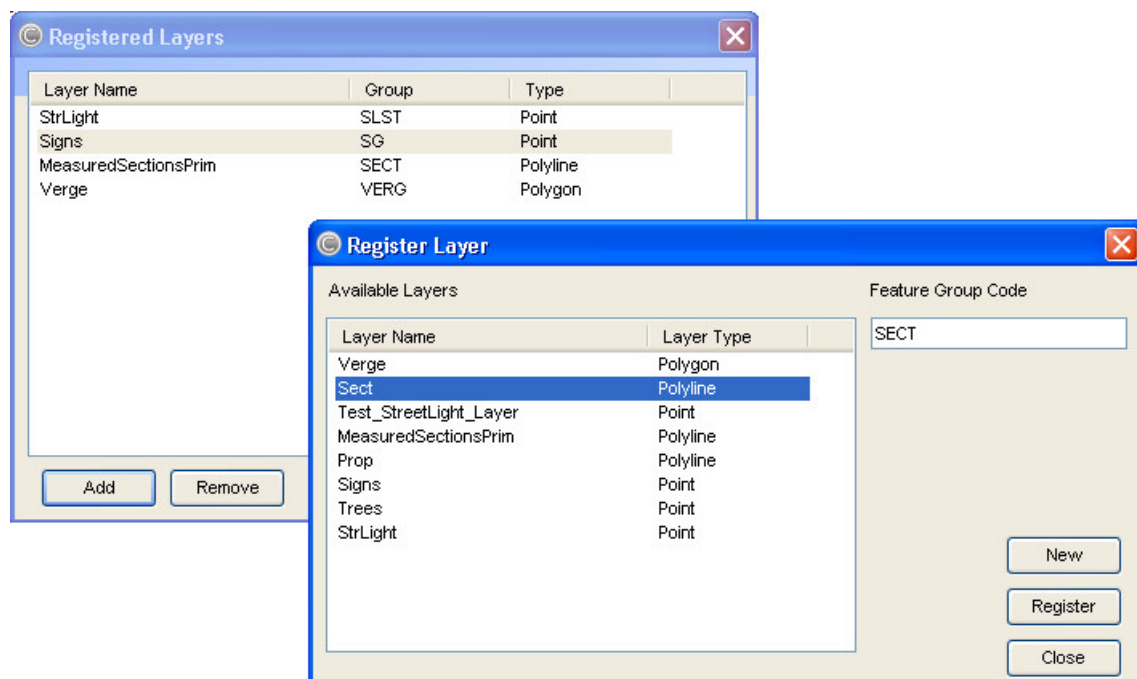 Registered Layers
Layer Name Group Type
StrLight SLST Point
Signs SG Point
MeasuredSectionsPrim SECT Polyline
Verge VERG Polygon
Add Remove
Register Layer
Available Layers Feature Group Code
Layer Name Layer Type
SECT
Verge Polygon
Sect Polyline
Test_StreetLight_Layer Point
MeasuredSectionsPrim Polyline
Prop Polyline
Signs Point
Trees Point
StrLight Point
New
Register
Close